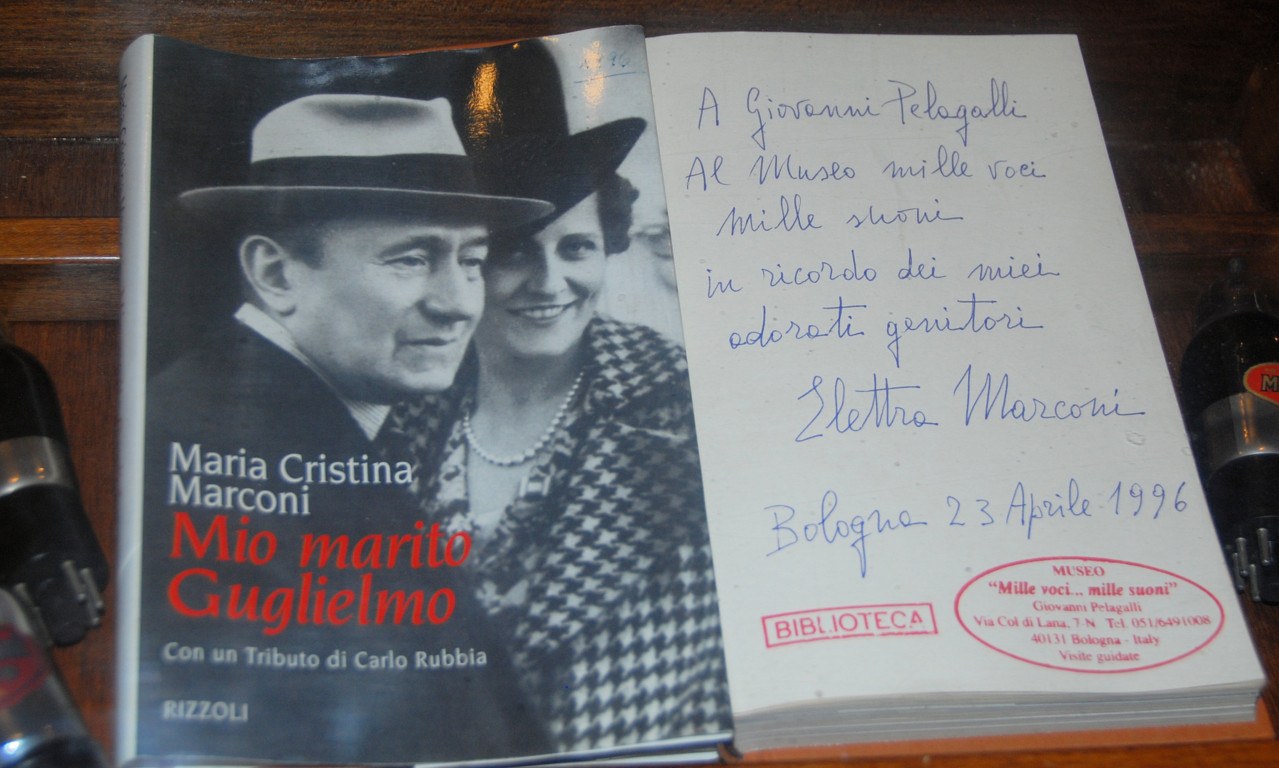 Maria Cristina
Marconi
Mio marito
Guglielmo
Con un Tributo di Carlo Rubbia
RIZZOLI
A Giovanni Pelagalli
Al Museo mille voci
mille suoni
in ricordo dei miei
adorati genitori
Elettra Marconi
Bologna 23 Aprile 1996
BIBLIOTECA
MUSEO
"Mille voci... mille suoni"
Giovanni Pelagalli
Via Col di Lana, 7-N Tel. 051/6491008
40131 Bologna - Italy
Visite guidate